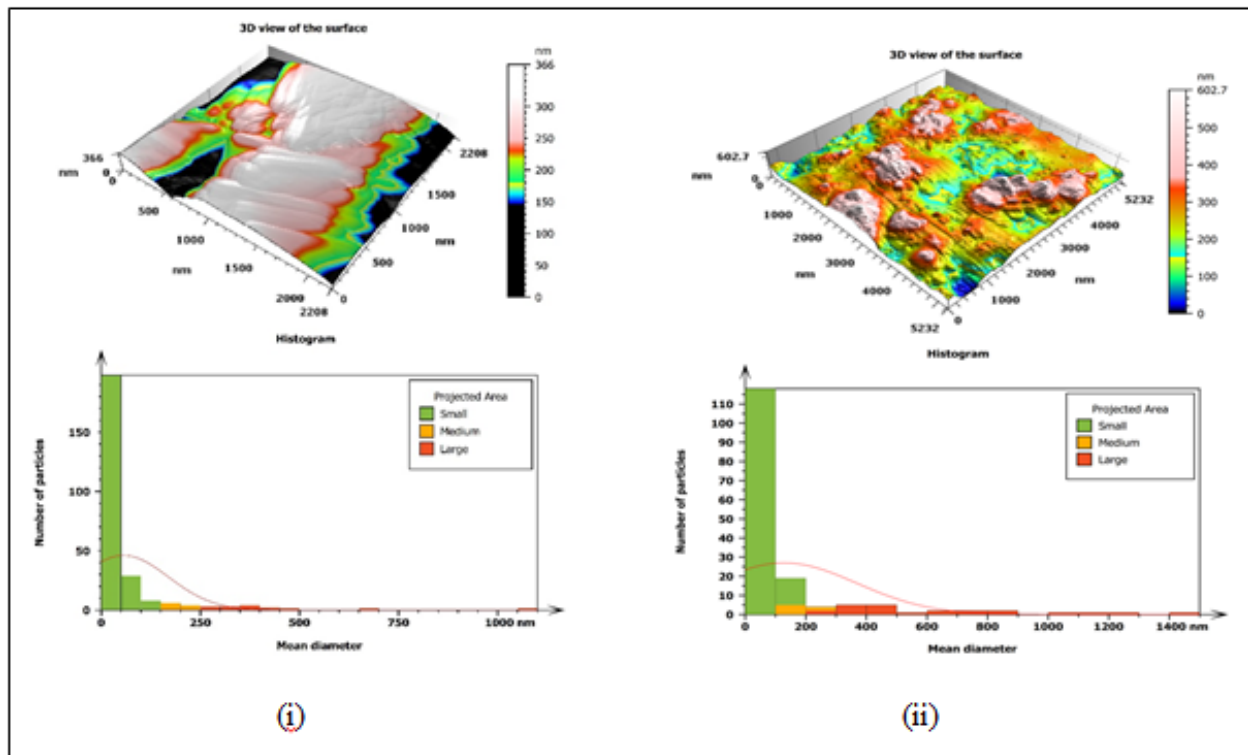 3D view of the surface
nm
366
300
250
200
150
100
50
0
366
nm
0
0
500
1000
nm
1500
2000
2208
2208
1500
1000
nm
500
0
Histogram
Number of particles
150
100
50
0
Projected Area
Small
Medium
Large
0
250
500
750
1000 nm
Mean diameter
(i)
3D view of the surface
nm
602.7
500
400
300
200
100
0
602.7
nm
0
0
1000
2000
nm
3000
4000
5232
5232
4000
3000
2000
nm
1000
0
Histogram
Number of particles
110
100
90
80
70
60
50
40
30
20
10
0
Projected Area
Small
Medium
Large
0
200
400
600
800
1000
1200
1400 nm
Mean diameter
(ii)